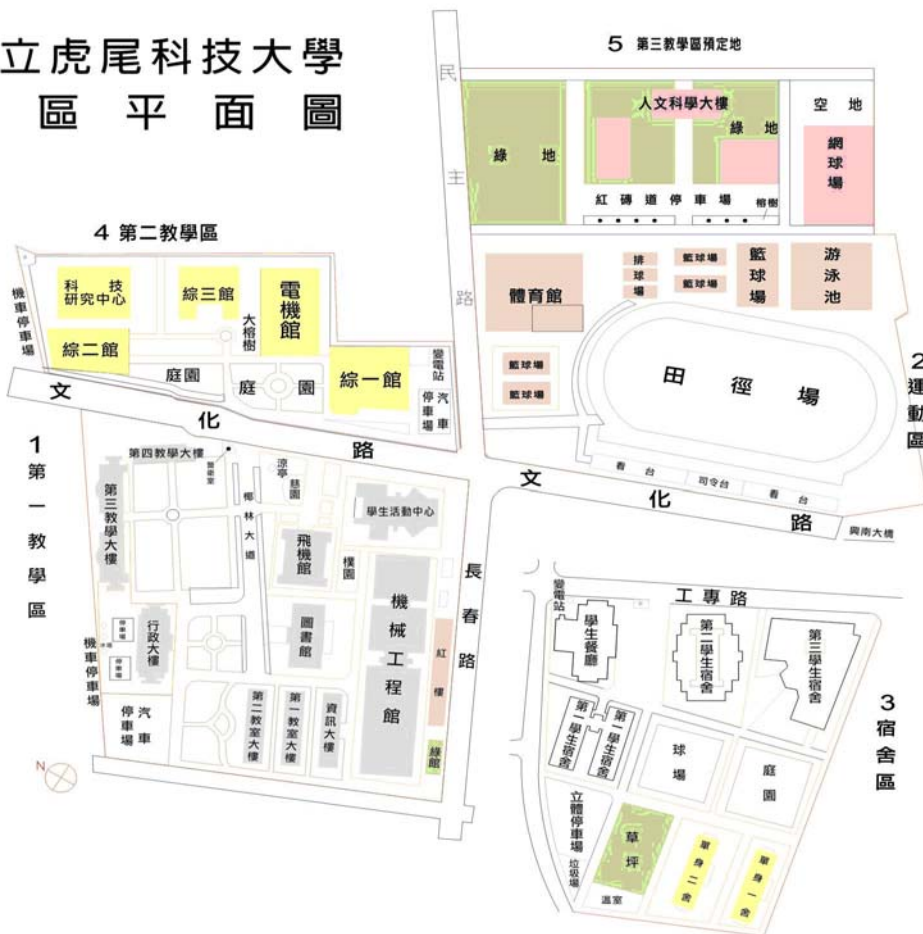 立虎尾科技大學
區平面圖
民主路
5 第三教學區預定地
人文科學大樓
空地
綠地
綠地
網球場
紅磚道停車場
榕樹
4 第二教學區
科技
研究中心
綜三館
電機館
機車停車場
大榕樹
綜二館
庭園
庭園
綜一館
變電站
汽車
停車場
體育館
排球場
籃球場
籃球場
籃球場
游泳池
籃球場
籃球場
田徑場
2 運動區
看台
司令台
看台
文化路
文化路
興南大橋
1 第一教學區
第四教學大樓
警衛室
涼亭
慈園
椰林大道
第三教學大樓
學生活動中心
飛機館
樸園
長春路
機械工程館
圖書館
紅樓
停車場
行政大樓
機車停車場
停車場
汽車
停車場
第二教室大樓
第一教室大樓
資訊大樓
綠館
N
變電站
工專路
學生餐廳
第二學生宿舍
第三學生宿舍
3 宿舍區
第一學生宿舍
第一學生宿舍
球場
庭園
立體停車場
垃圾場
草坪
單身二舍
單身一舍
溫室